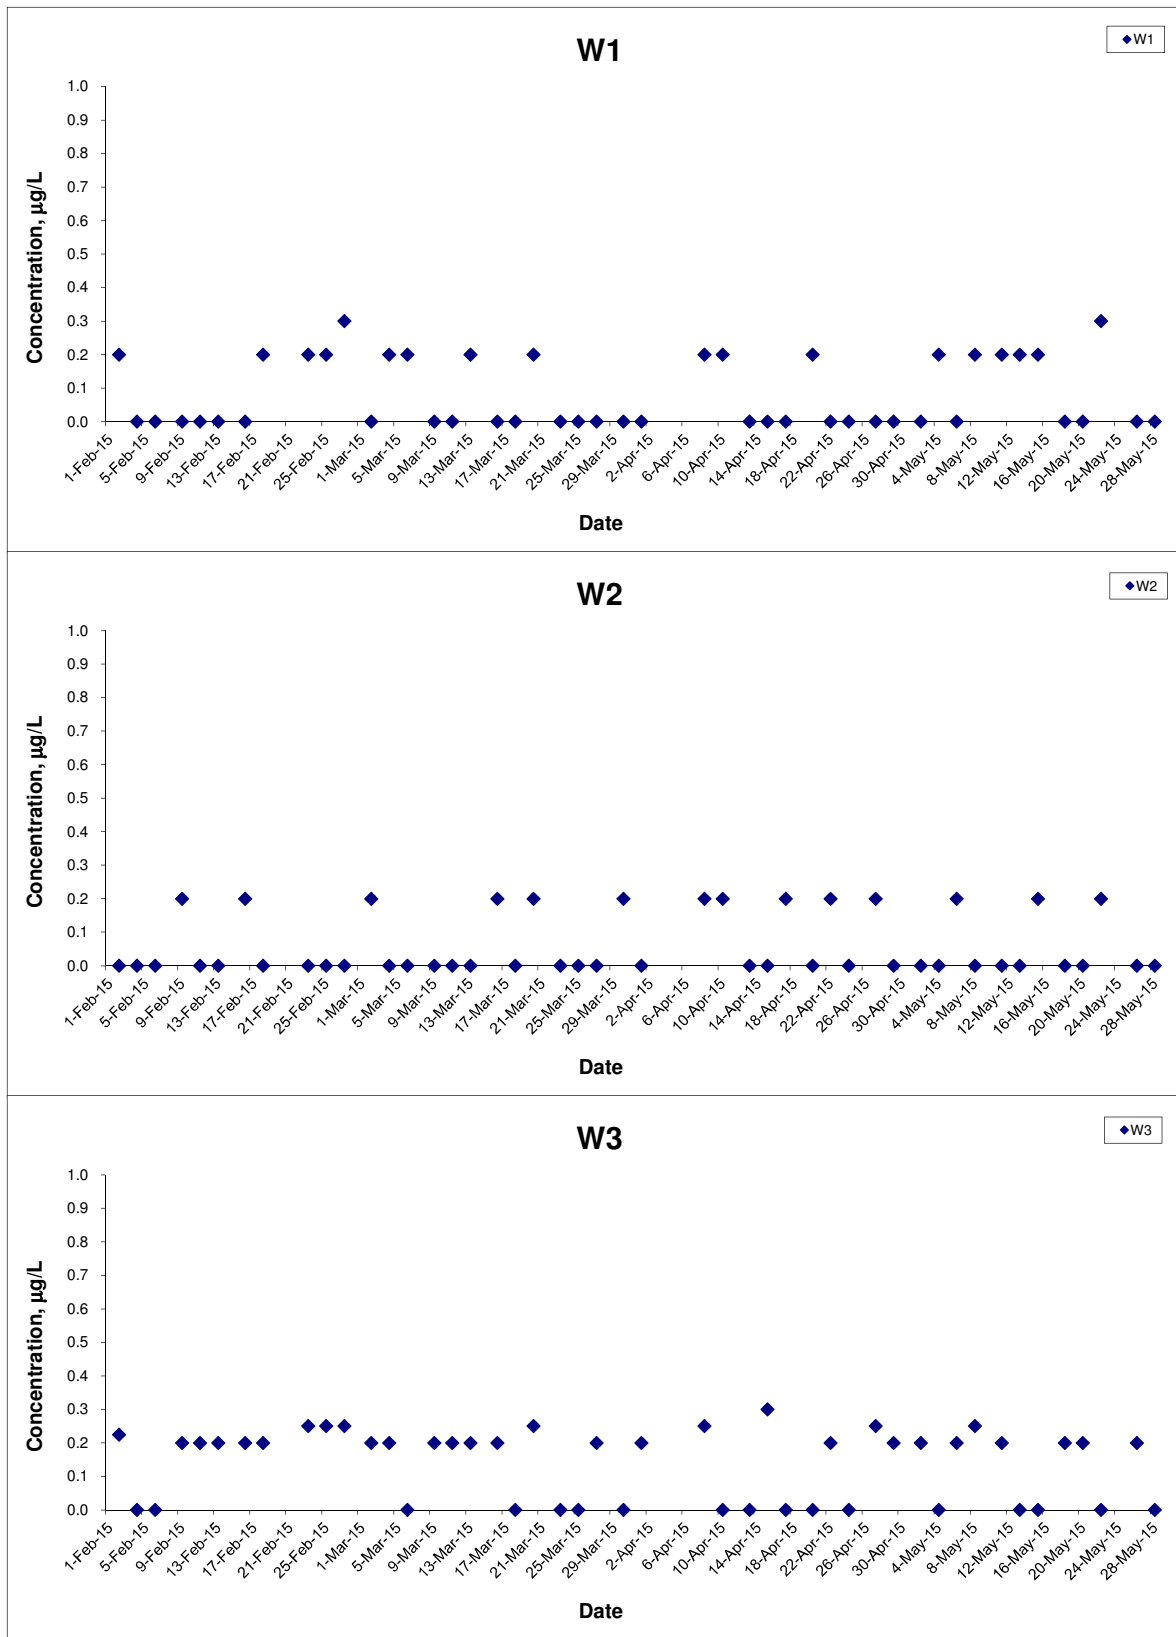 W1
W1
1.0
0.9
0.8
0.7
0.6
0.5
0.4
0.3
0.2
0.1
0.0
Concentration, µg/L
1-Feb-15 5-Feb-15 9-Feb-15 13-Feb-15 17-Feb-15 21-Feb-15 25-Feb-15 1-Mar-15 5-Mar-15 9-Mar-15 13-Mar-15 17-Mar-15 21-Mar-15 25-Mar-15 29-Mar-15 2-Apr-15 6-Apr-15 10-Apr-15 14-Apr-15 18-Apr-15 22-Apr-15 26-Apr-15 30-Apr-15 4-May-15 8-May-15 12-May-15 16-May-15 20-May-15 24-May-15 28-May-15
Date
W2
W2
1.0
0.9
0.8
0.7
0.6
0.5
0.4
0.3
0.2
0.1
0.0
Concentration, µg/L
1-Feb-15 5-Feb-15 9-Feb-15 13-Feb-15 17-Feb-15 21-Feb-15 25-Feb-15 1-Mar-15 5-Mar-15 9-Mar-15 13-Mar-15 17-Mar-15 21-Mar-15 25-Mar-15 29-Mar-15 2-Apr-15 6-Apr-15 10-Apr-15 14-Apr-15 18-Apr-15 22-Apr-15 26-Apr-15 30-Apr-15 4-May-15 8-May-15 12-May-15 16-May-15 20-May-15 24-May-15 28-May-15
Date
W3
W3
1.0
0.9
0.8
0.7
0.6
0.5
0.4
0.3
0.2
0.1
0.0
Concentration, µg/L
1-Feb-15 5-Feb-15 9-Feb-15 13-Feb-15 17-Feb-15 21-Feb-15 25-Feb-15 1-Mar-15 5-Mar-15 9-Mar-15 13-Mar-15 17-Mar-15 21-Mar-15 25-Mar-15 29-Mar-15 2-Apr-15 6-Apr-15 10-Apr-15 14-Apr-15 18-Apr-15 22-Apr-15 26-Apr-15 30-Apr-15 4-May-15 8-May-15 12-May-15 16-May-15 20-May-15 24-May-15 28-May-15
Date